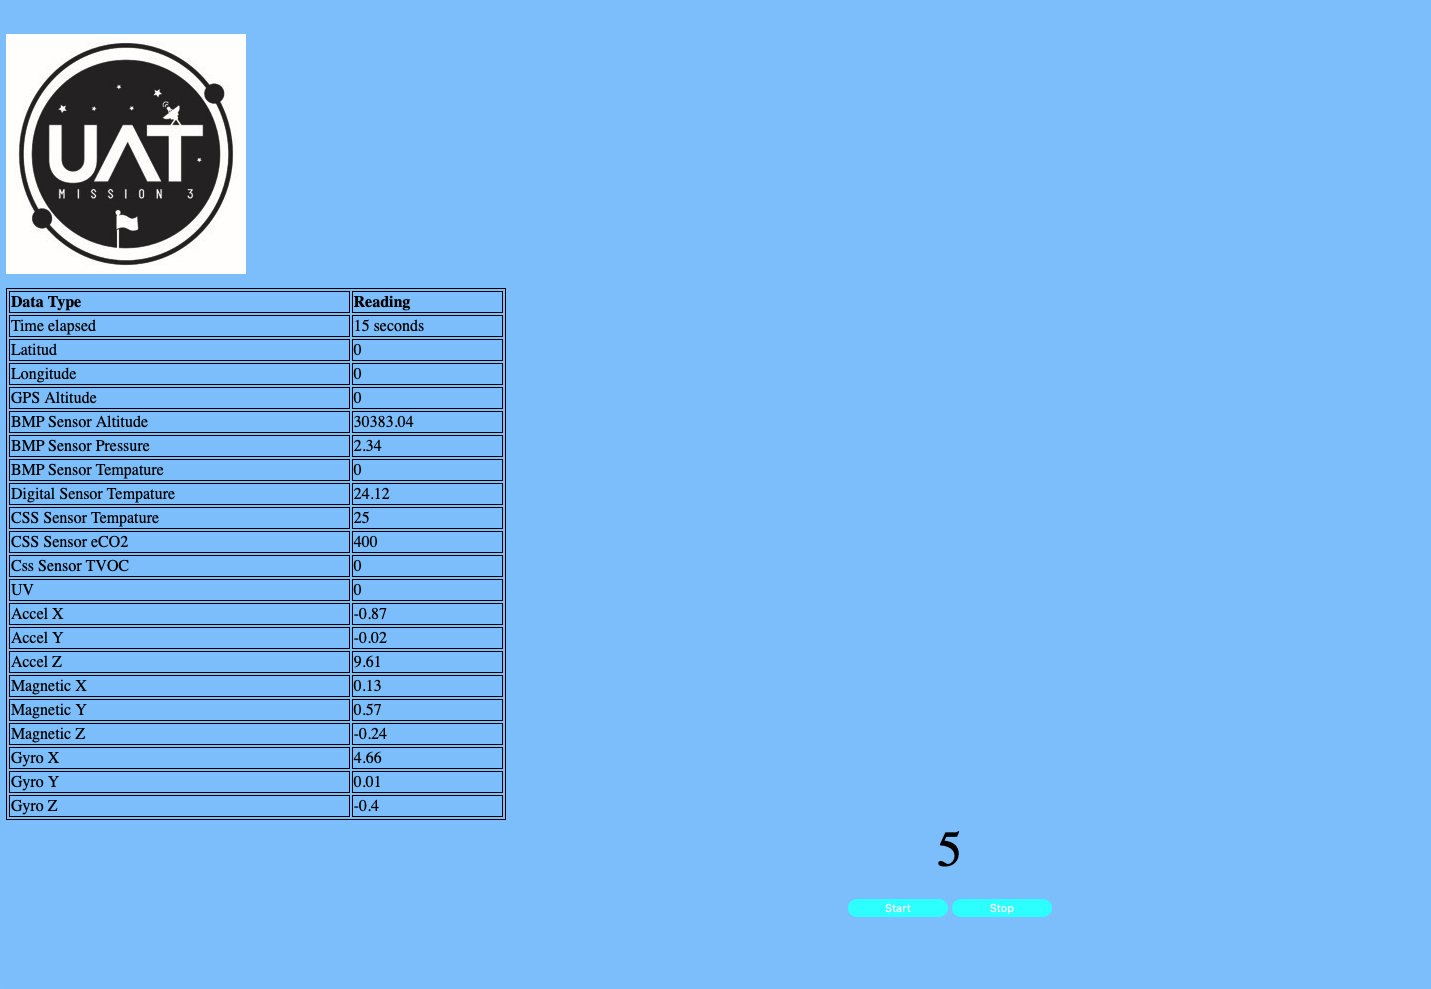 UAT
MISSION 3
Data Type Reading
Time elapsed 15 seconds
Latitud 0
Longitude 0
GPS Altitude 0
BMP Sensor Altitude 30383.04
BMP Sensor Pressure 2.34
BMP Sensor Tempature 0
Digital Sensor Tempature 24.12
CSS Sensor Tempature 25
CSS Sensor eCO2 400
Css Sensor TVOC 0
UV 0
Accel X -0.87
Accel Y -0.02
Accel Z 9.61
Magnetic X 0.13
Magnetic Y 0.57
Magnetic Z -0.24
Gyro X 4.66
Gyro Y 0.01
Gyro Z -0.4
5
Start Stop